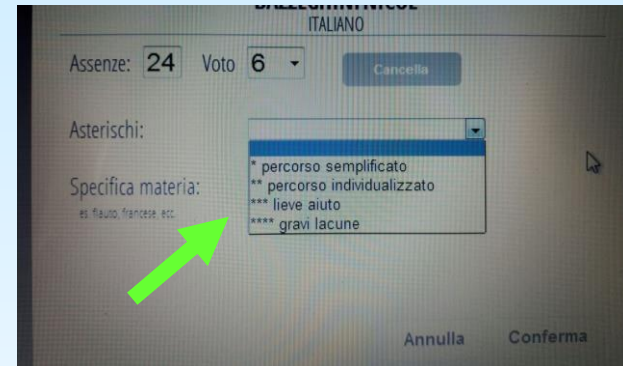 ITALIANO
Assenze: 24 Voto 6
Cancella
Asterischi:
* percorso semplificato
** percorso individualizzato
Specifica materia:
*** lieve aiuto
es. flauto, francese, ecc.
**** gravi lacune
Annulla Conferma